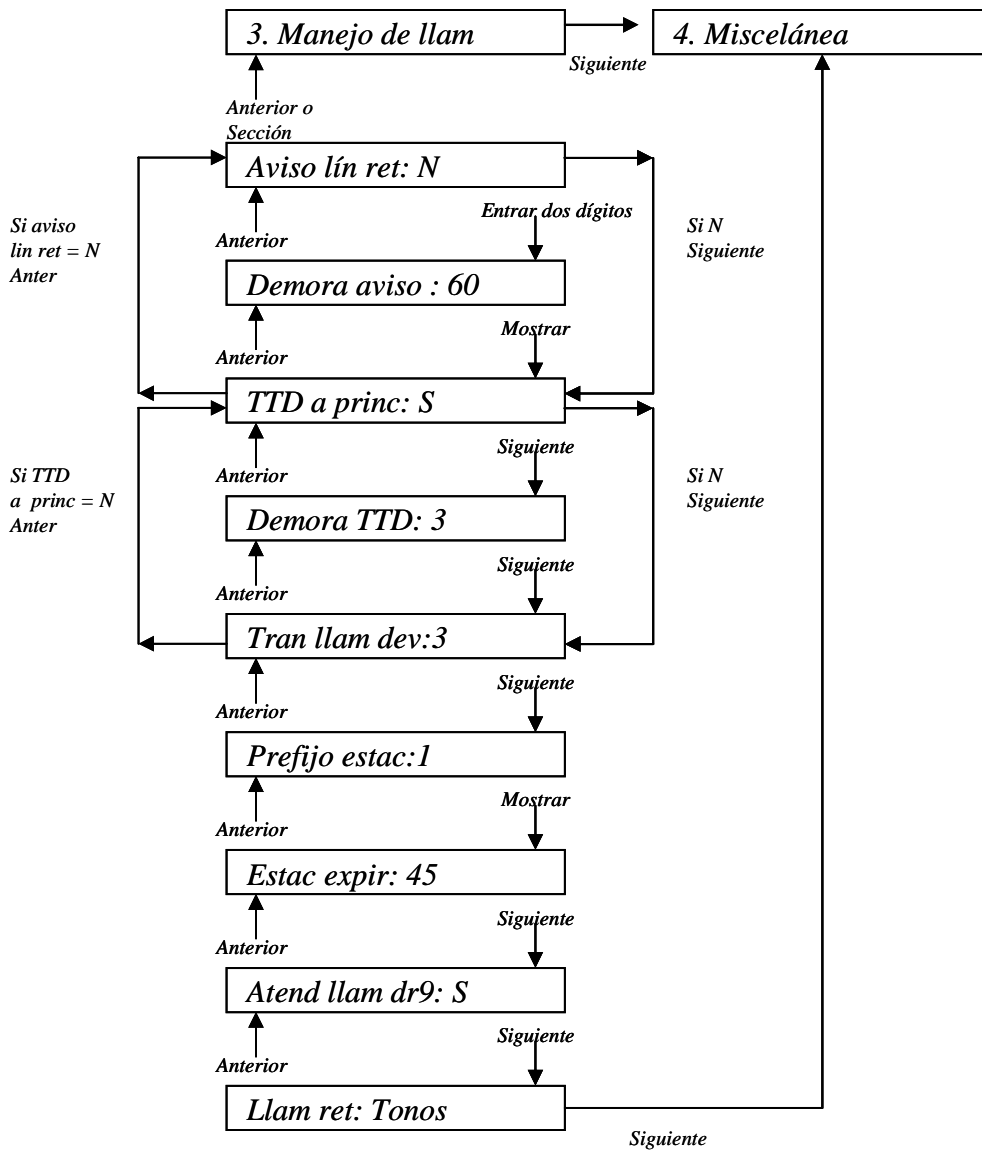 3. Manejo de llam
4. Miscelánea
Siguiente
Anterior o
Sección
Aviso lín ret: N
Entrar dos dígitos
Si aviso
lin ret = N
Anter
Si N
Siguiente
Anterior
Demora aviso : 60
Mostrar
Anterior
TTD a princ: S
Siguiente
Anterior
Si TTD
a princ = N
Anter
Si N
Siguiente
Demora TTD: 3
Siguiente
Anterior
Tran llam dev:3
Siguiente
Anterior
Prefijo estac:1
Mostrar
Anterior
Estac expir: 45
Siguiente
Anterior
Atend llam dr9: S
Siguiente
Anterior
Llam ret: Tonos
Siguiente